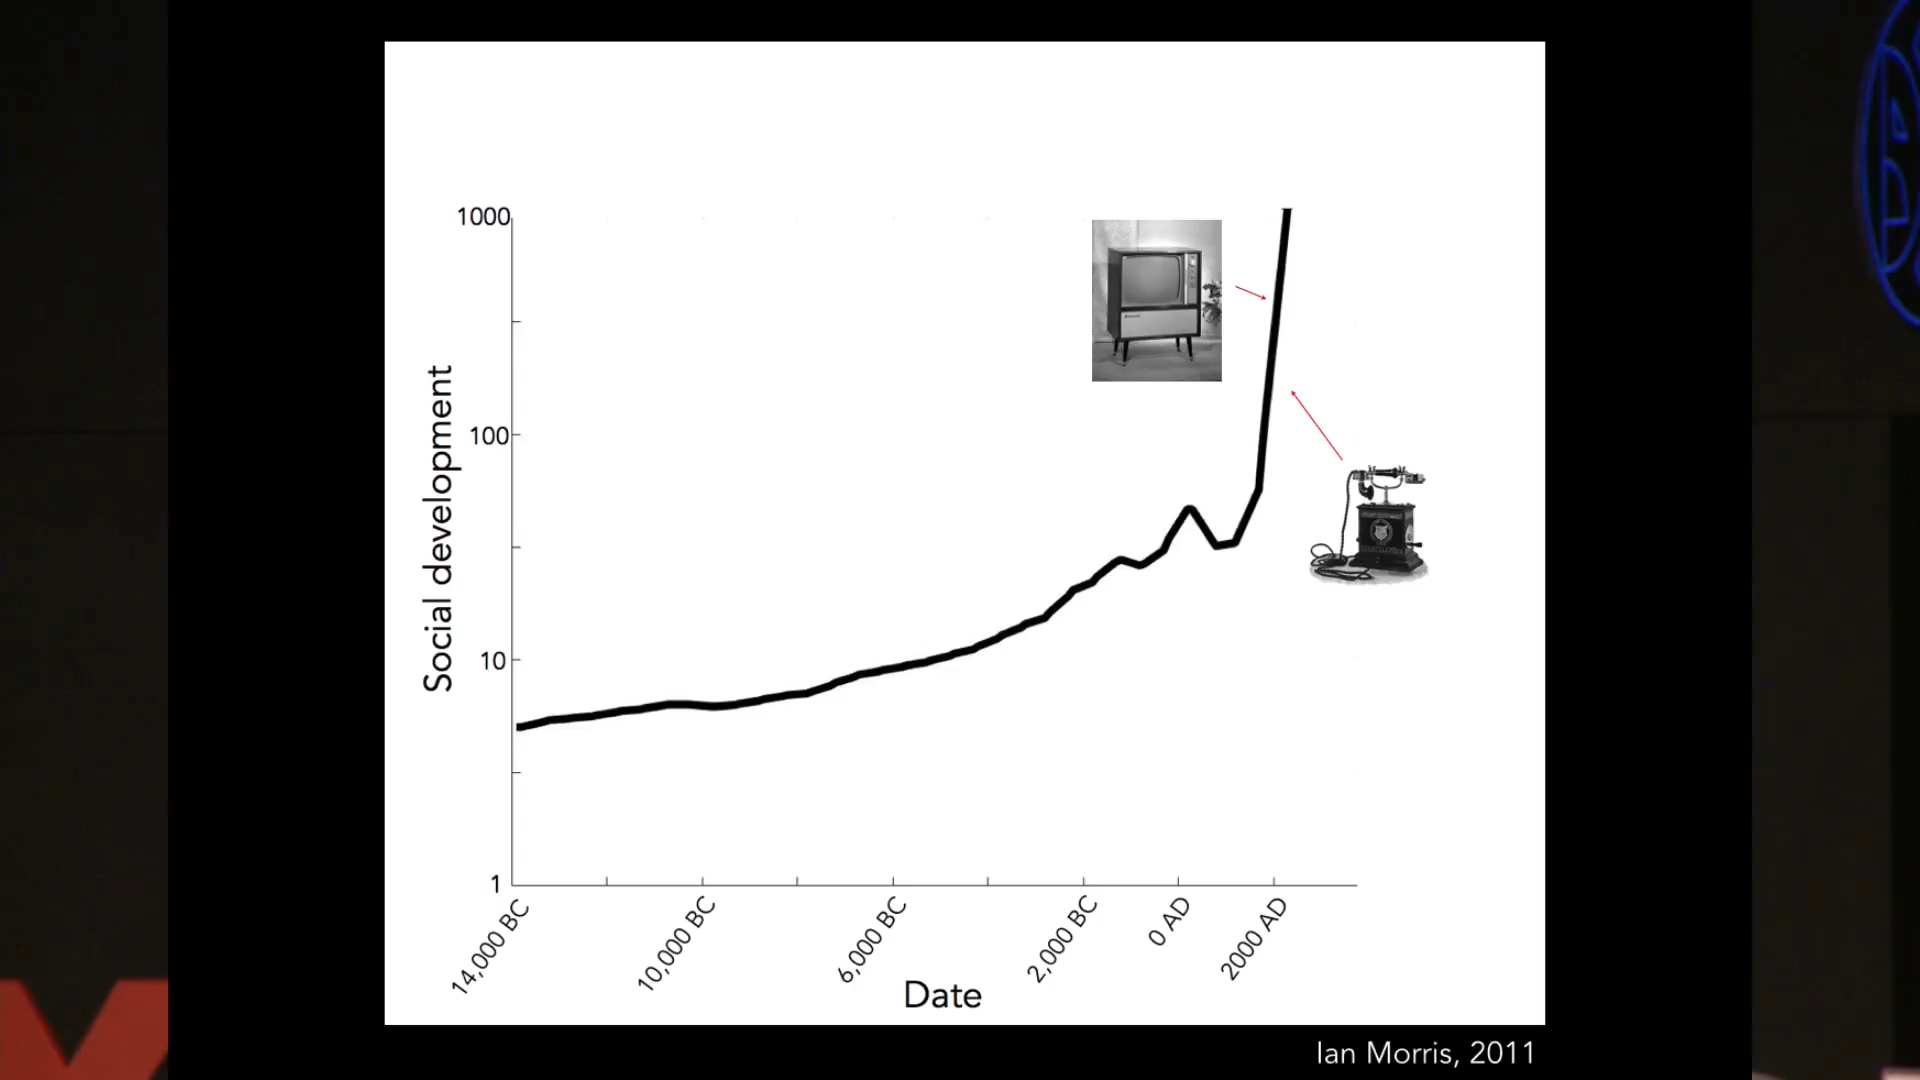 1000
100
10
1
Social development
14,000 BC
10,000 BC
6,000 BC
2,000 BC
0 AD
2000 AD
Date
Ian Morris, 2011